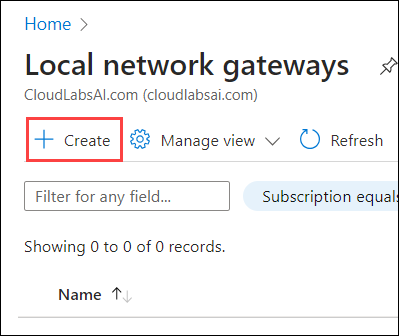 Home >
Local network gateways
CloudLabsAI.com (cloudlabsai.com)
+ Create Manage view Refresh
Filter for any field... Subscription equals
Showing 0 to 0 of 0 records.
Name ↑↓